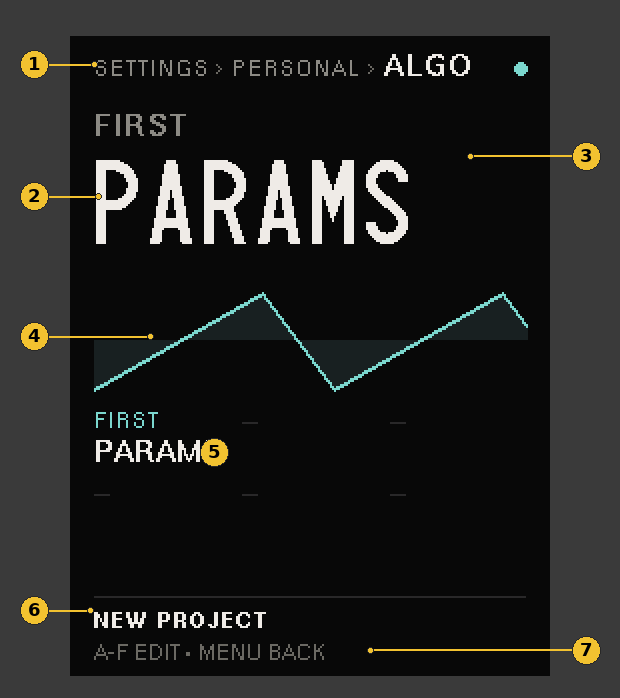 1 SETTINGS > PERSONAL > ALGO
FIRST
3
2 PARAMS
4
FIRST
PARAM 5
6
NEW PROJECT
A-F EDIT · MENU BACK 7